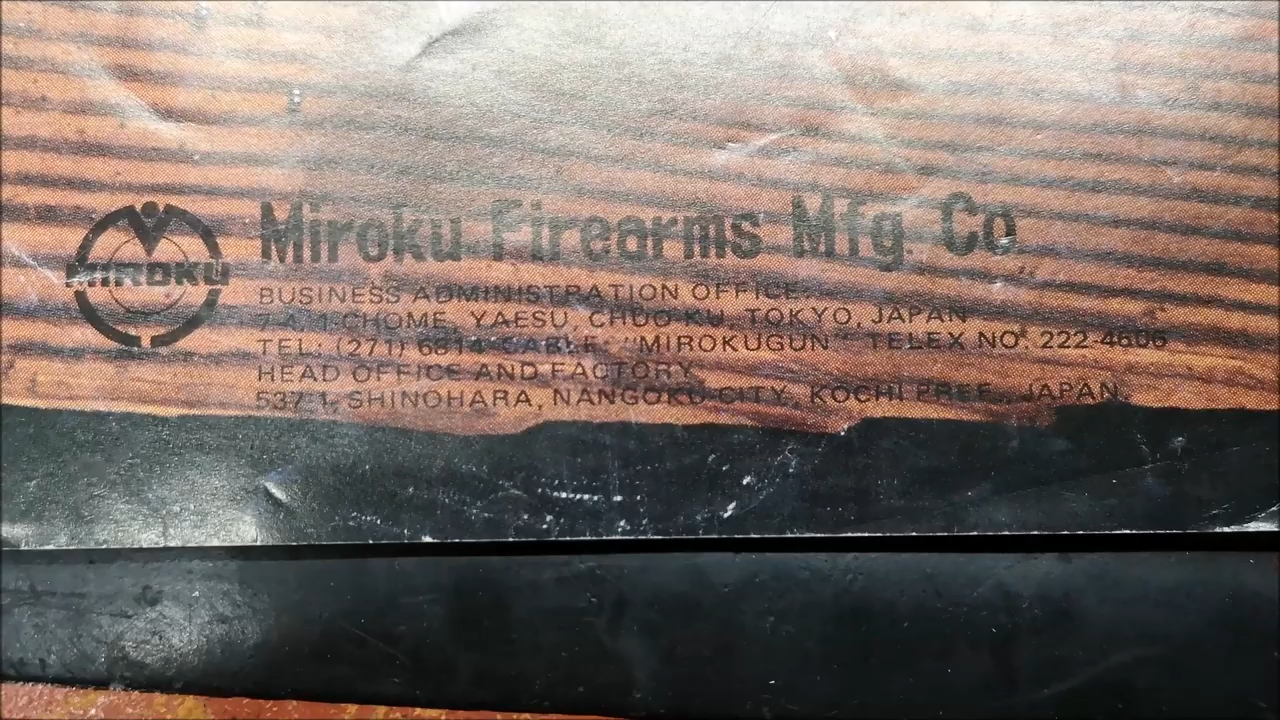 Miroku Firearms Mfg. Co
MIROKU
BUSINESS ADMINISTRATION OFFICE:
7-4, 1-CHOME, YAESU, CHUO-KU, TOKYO, JAPAN
TEL: (271) 6814 CABLE: "MIROKUGUN" TELEX NO. 222-4606
HEAD OFFICE AND FACTORY
537-1, SHINOHARA, NANGOKU-CITY, KOCHI PREF., JAPAN.